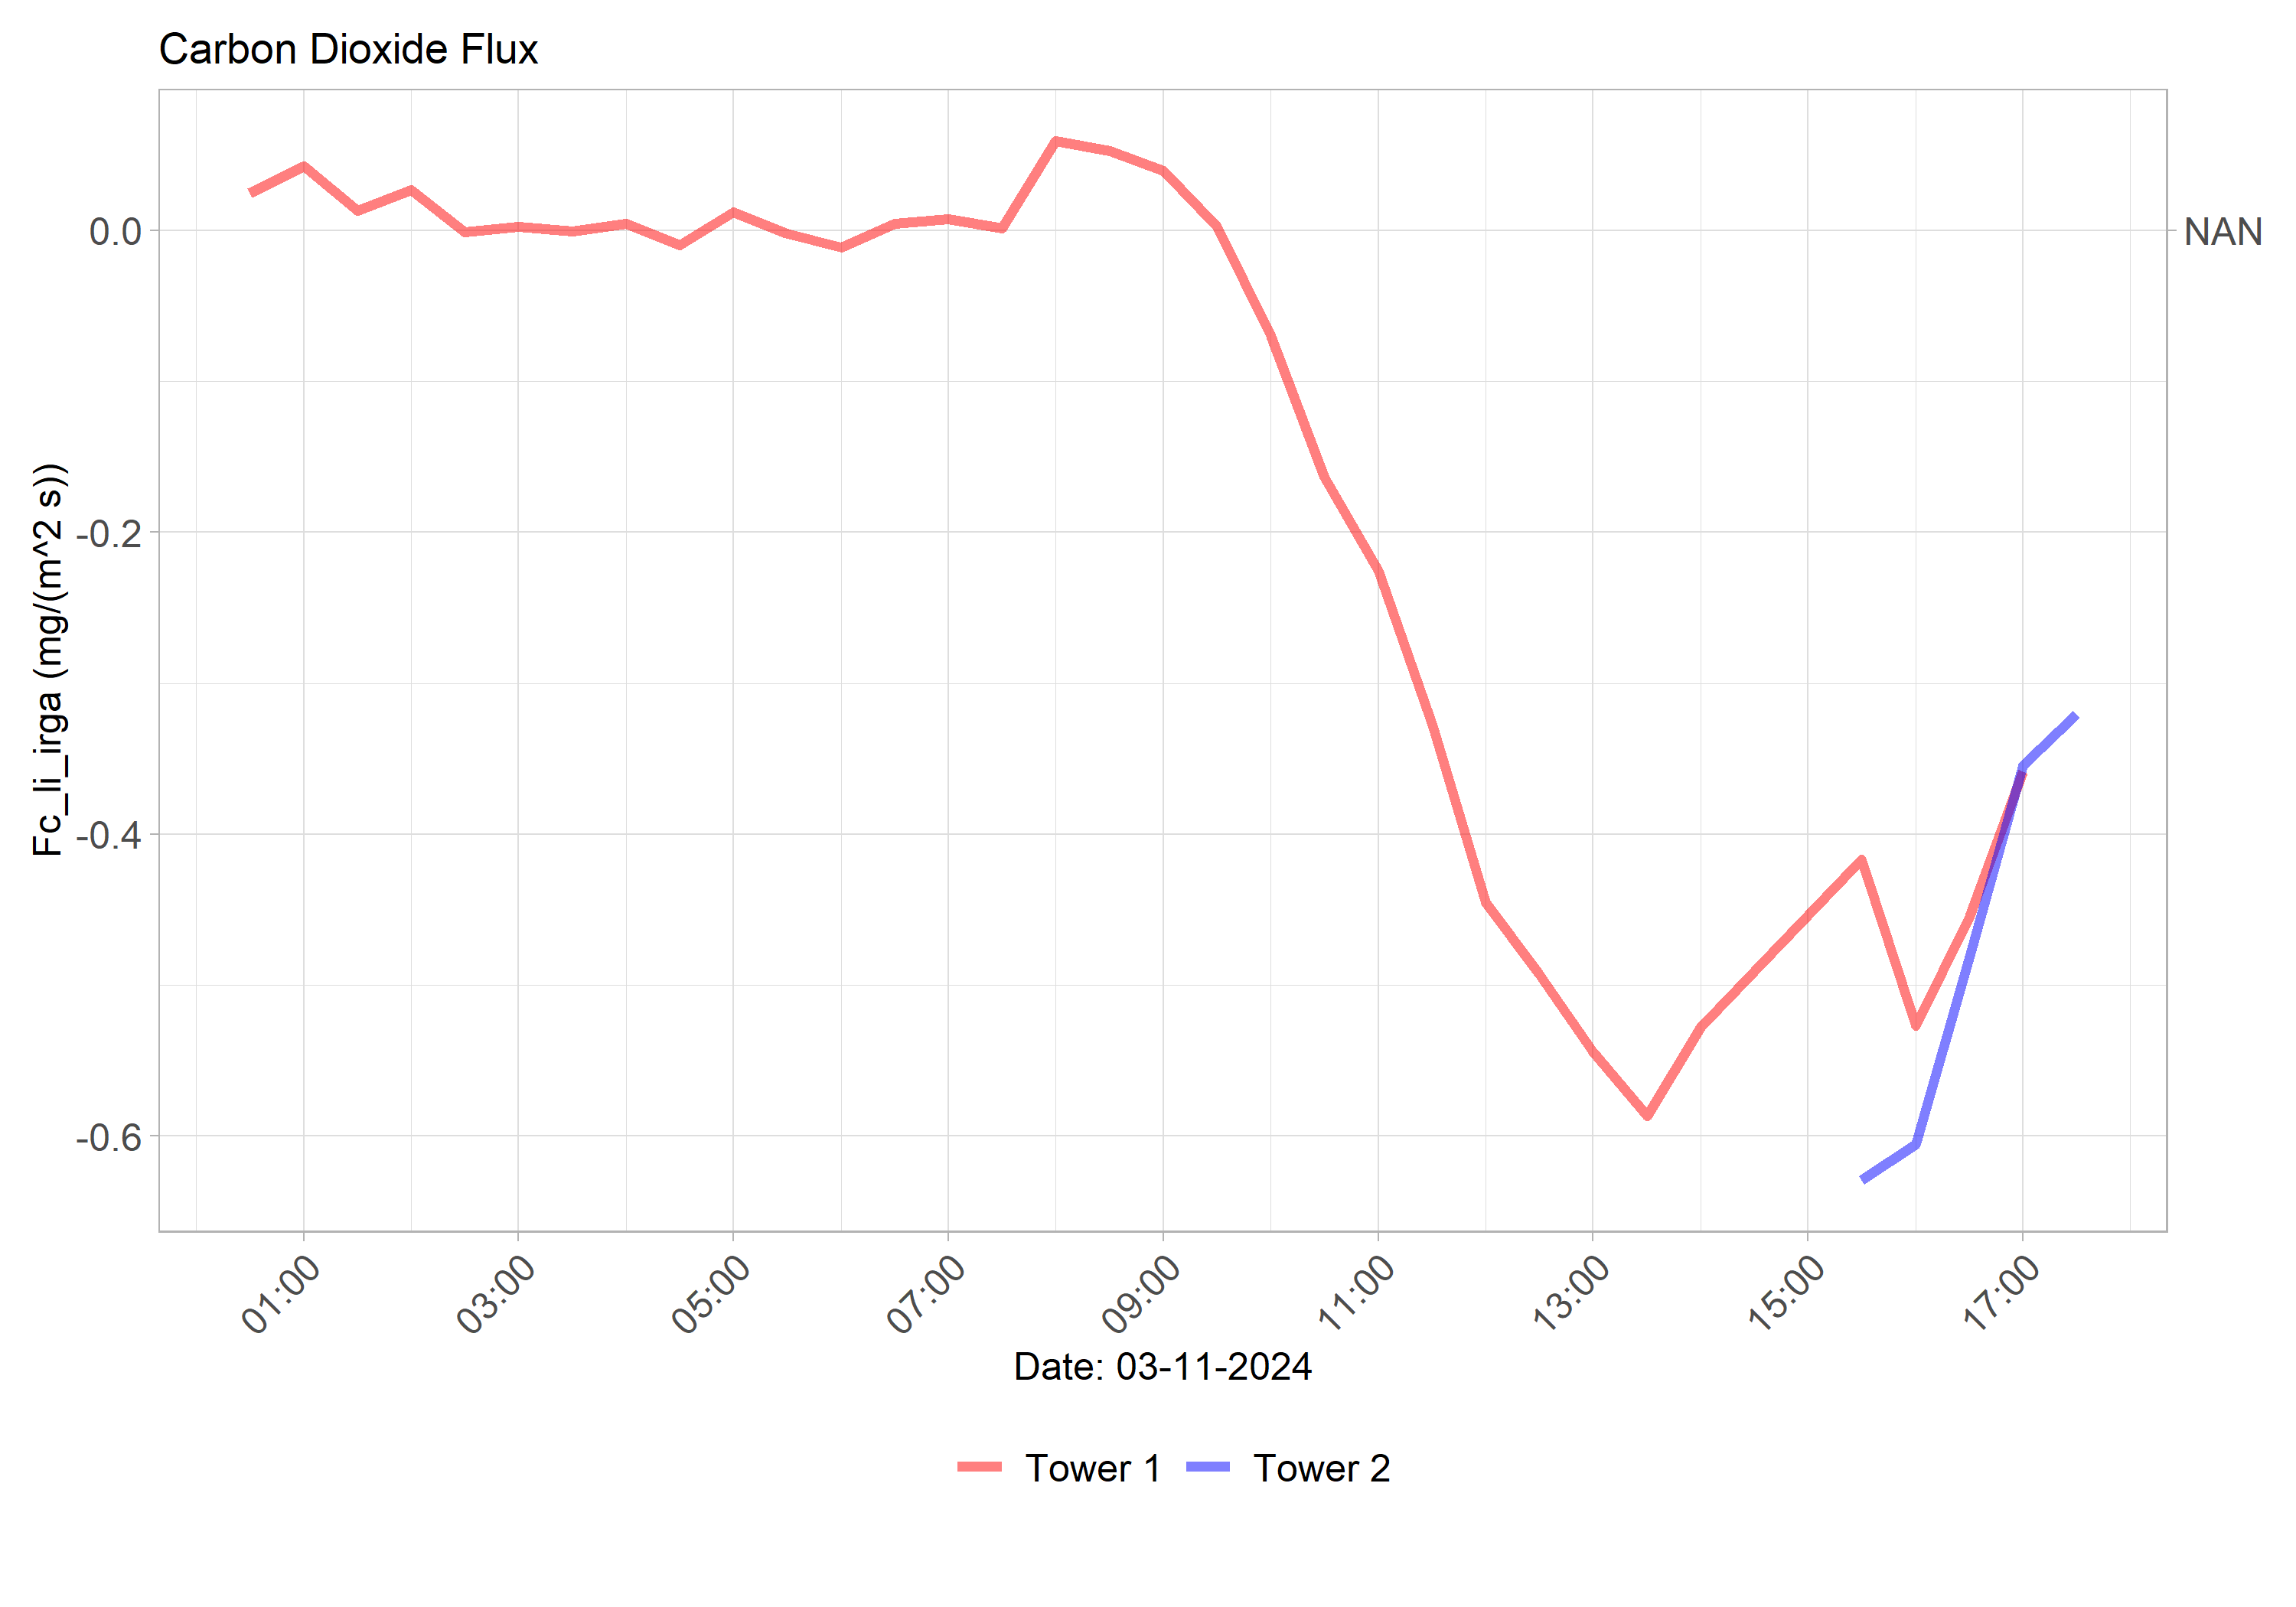 Carbon Dioxide Flux
Fc_li_irga (mg/(m^2 s))
0.0
-0.2
-0.4
-0.6
NAN
01:00
03:00
05:00
07:00
09:00
11:00
13:00
15:00
17:00
Date: 03-11-2024
Tower 1
Tower 2